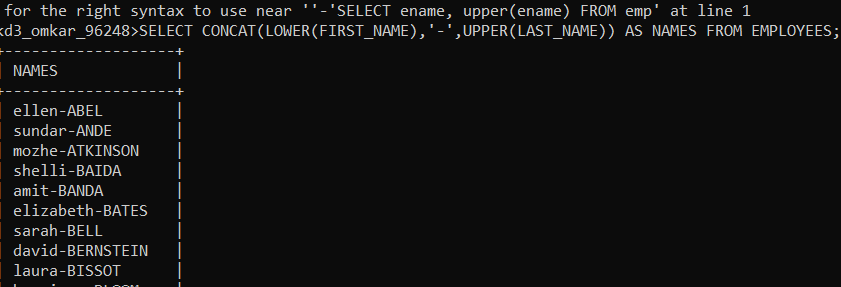 for the right syntax to use near ''-'SELECT ename, upper(ename) FROM emp' at line 1
kd3_omkar_96248>SELECT CONCAT(LOWER(FIRST_NAME),'-',UPPER(LAST_NAME)) AS NAMES FROM EMPLOYEES;
+-------------------+
| NAMES |
+-------------------+
| ellen-ABEL |
| sundar-ANDE |
| mozhe-ATKINSON |
| shelli-BAIDA |
| amit-BANDA |
| elizabeth-BATES |
| sarah-BELL |
| david-BERNSTEIN |
| laura-BISSOT |